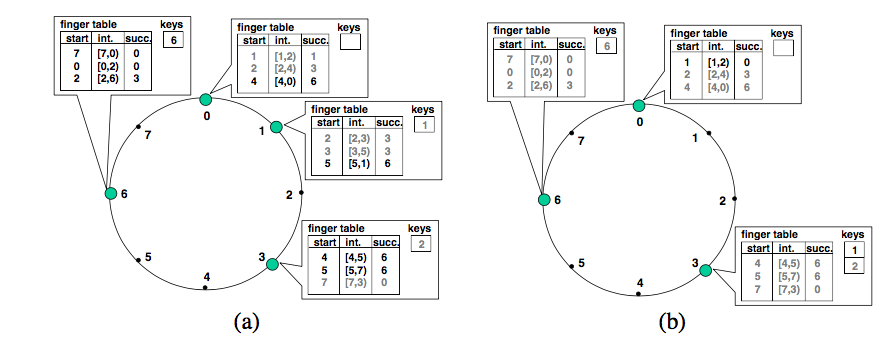 finger table keys
start int. succ. 6
7 [7,0) 0
0 [0,2) 0
2 [2,6) 3
finger table keys
start int. succ.
1 [1,2) 1
2 [2,4) 3
4 [4,0) 6
finger table keys
start int. succ. 1
2 [2,3) 3
3 [3,5) 3
5 [5,1) 6
finger table keys
start int. succ. 2
4 [4,5) 6
5 [5,7) 6
7 [7,3) 0
0
1
2
3
4
5
6
7
(a)
finger table keys
start int. succ. 6
7 [7,0) 0
0 [0,2) 0
2 [2,6) 3
finger table keys
start int. succ.
1 [1,2) 0
2 [2,4) 3
4 [4,0) 6
finger table keys
start int. succ. 1
4 [4,5) 6 2
5 [5,7) 6
7 [7,3) 0
0
1
2
3
4
5
6
7
(b)